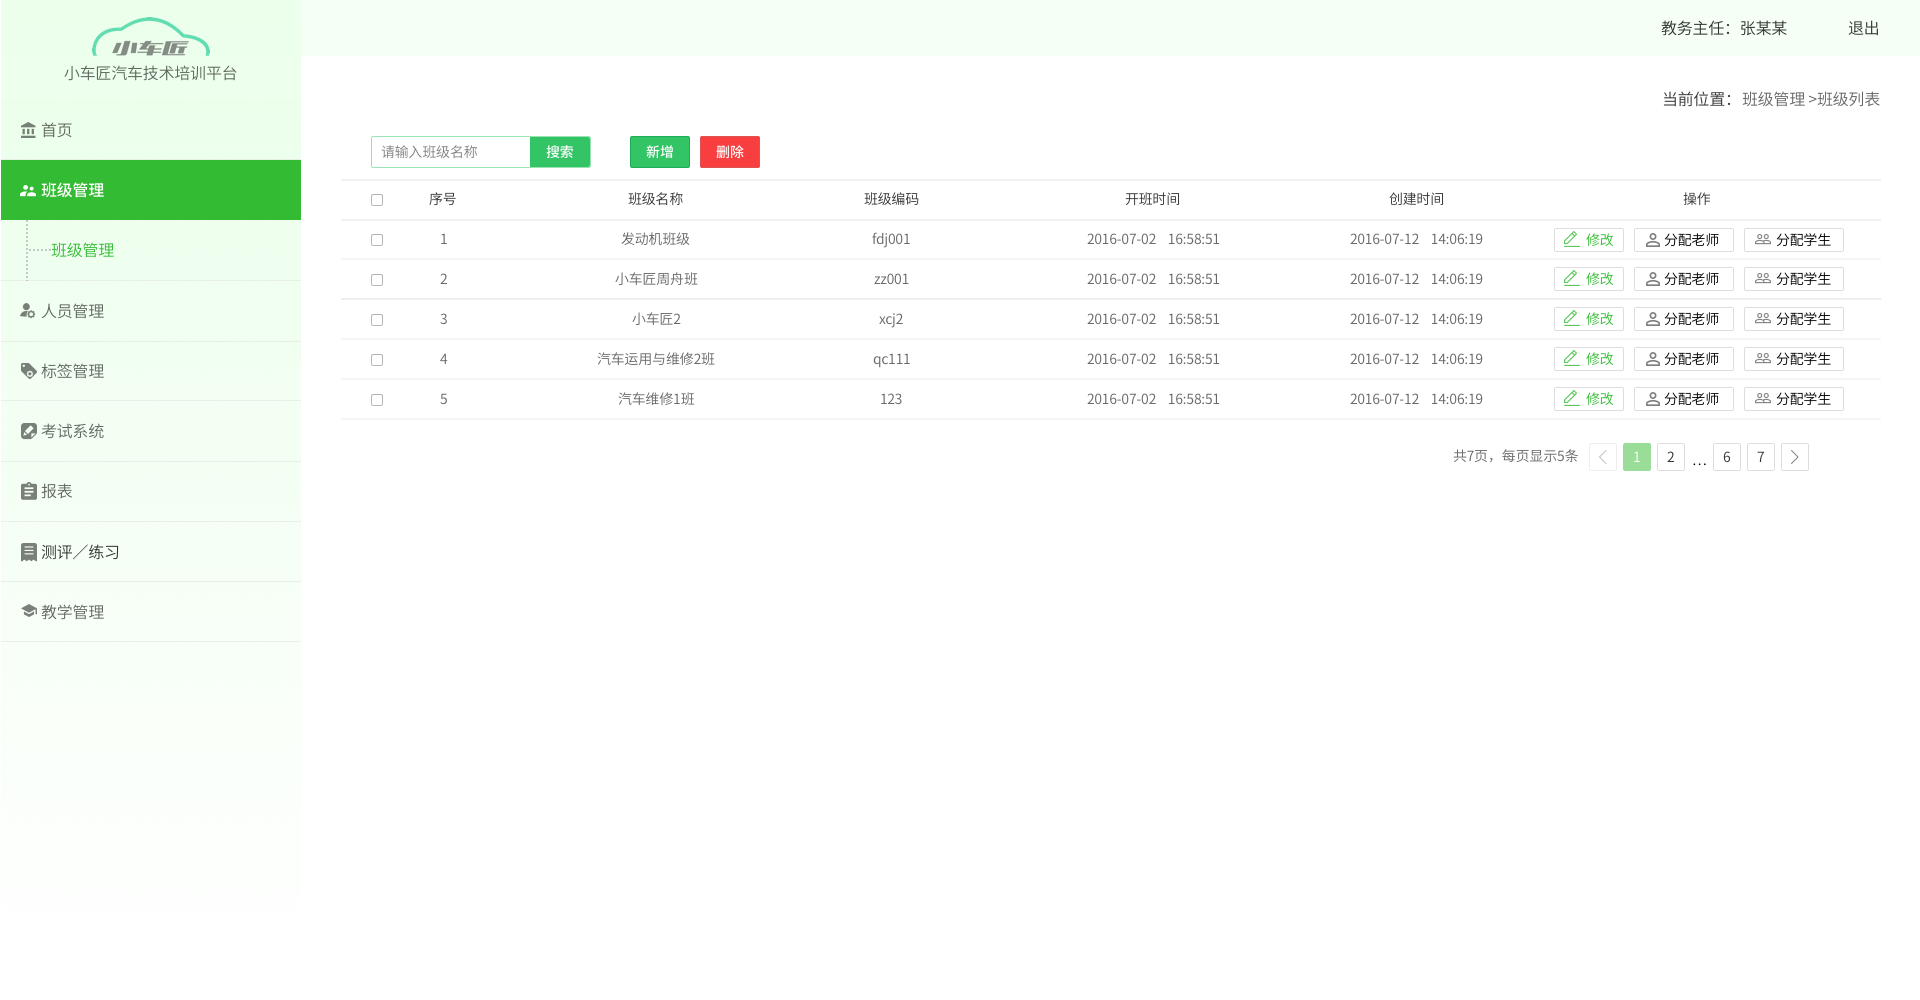 小车匠
小车匠汽车技术培训平台
教务主任：张某某 退出
当前位置：班级管理 >班级列表
首页
班级管理
班级管理
人员管理
标签管理
考试系统
报表
测评／练习
教学管理
请输入班级名称 搜索 新增 删除
序号 班级名称 班级编码 开班时间 创建时间 操作
1 发动机班级 fdj001 2016-07-02 16:58:51 2016-07-12 14:06:19 修改 分配老师 分配学生
2 小车匠周舟班 zz001 2016-07-02 16:58:51 2016-07-12 14:06:19 修改 分配老师 分配学生
3 小车匠2 xcj2 2016-07-02 16:58:51 2016-07-12 14:06:19 修改 分配老师 分配学生
4 汽车运用与维修2班 qc111 2016-07-02 16:58:51 2016-07-12 14:06:19 修改 分配老师 分配学生
5 汽车维修1班 123 2016-07-02 16:58:51 2016-07-12 14:06:19 修改 分配老师 分配学生
共7页，每页显示5条 1 2 ... 6 7